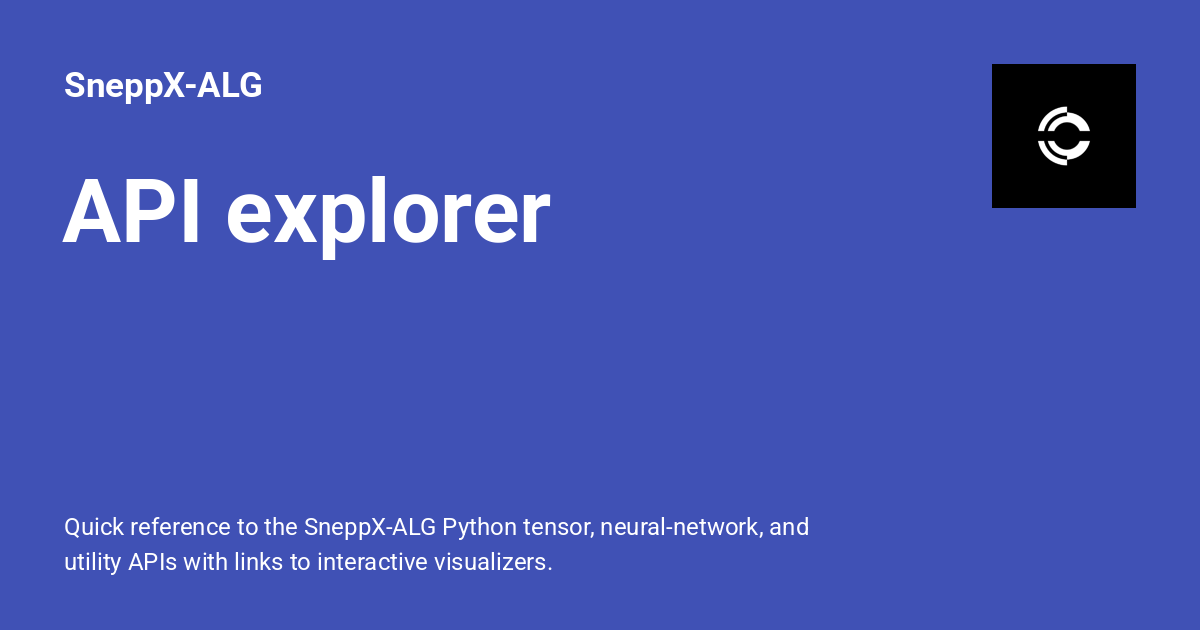 SneppX-ALG
API explorer
Quick reference to the SneppX-ALG Python tensor, neural-network, and
utility APIs with links to interactive visualizers.